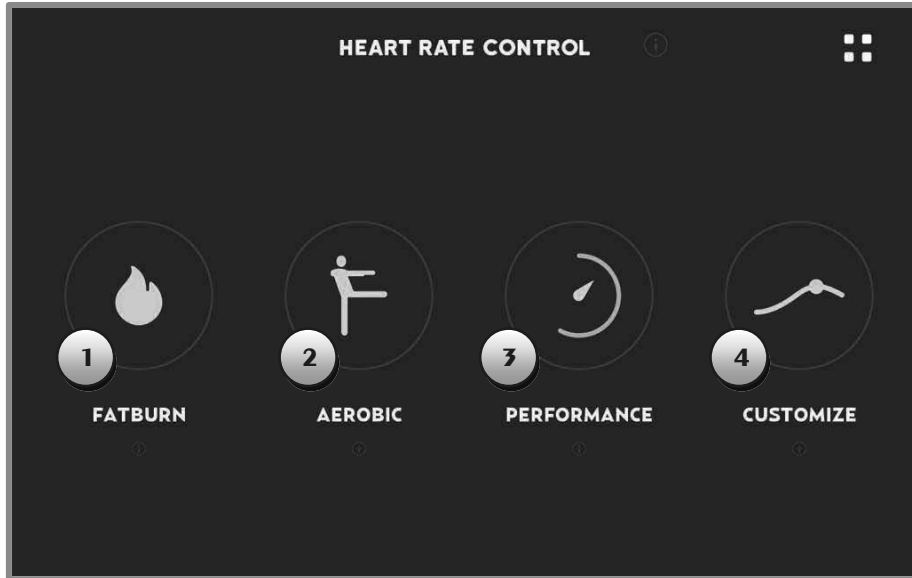 HEART RATE CONTROL
1 2 3 4
FATBURN AEROBIC PERFORMANCE CUSTOMIZE